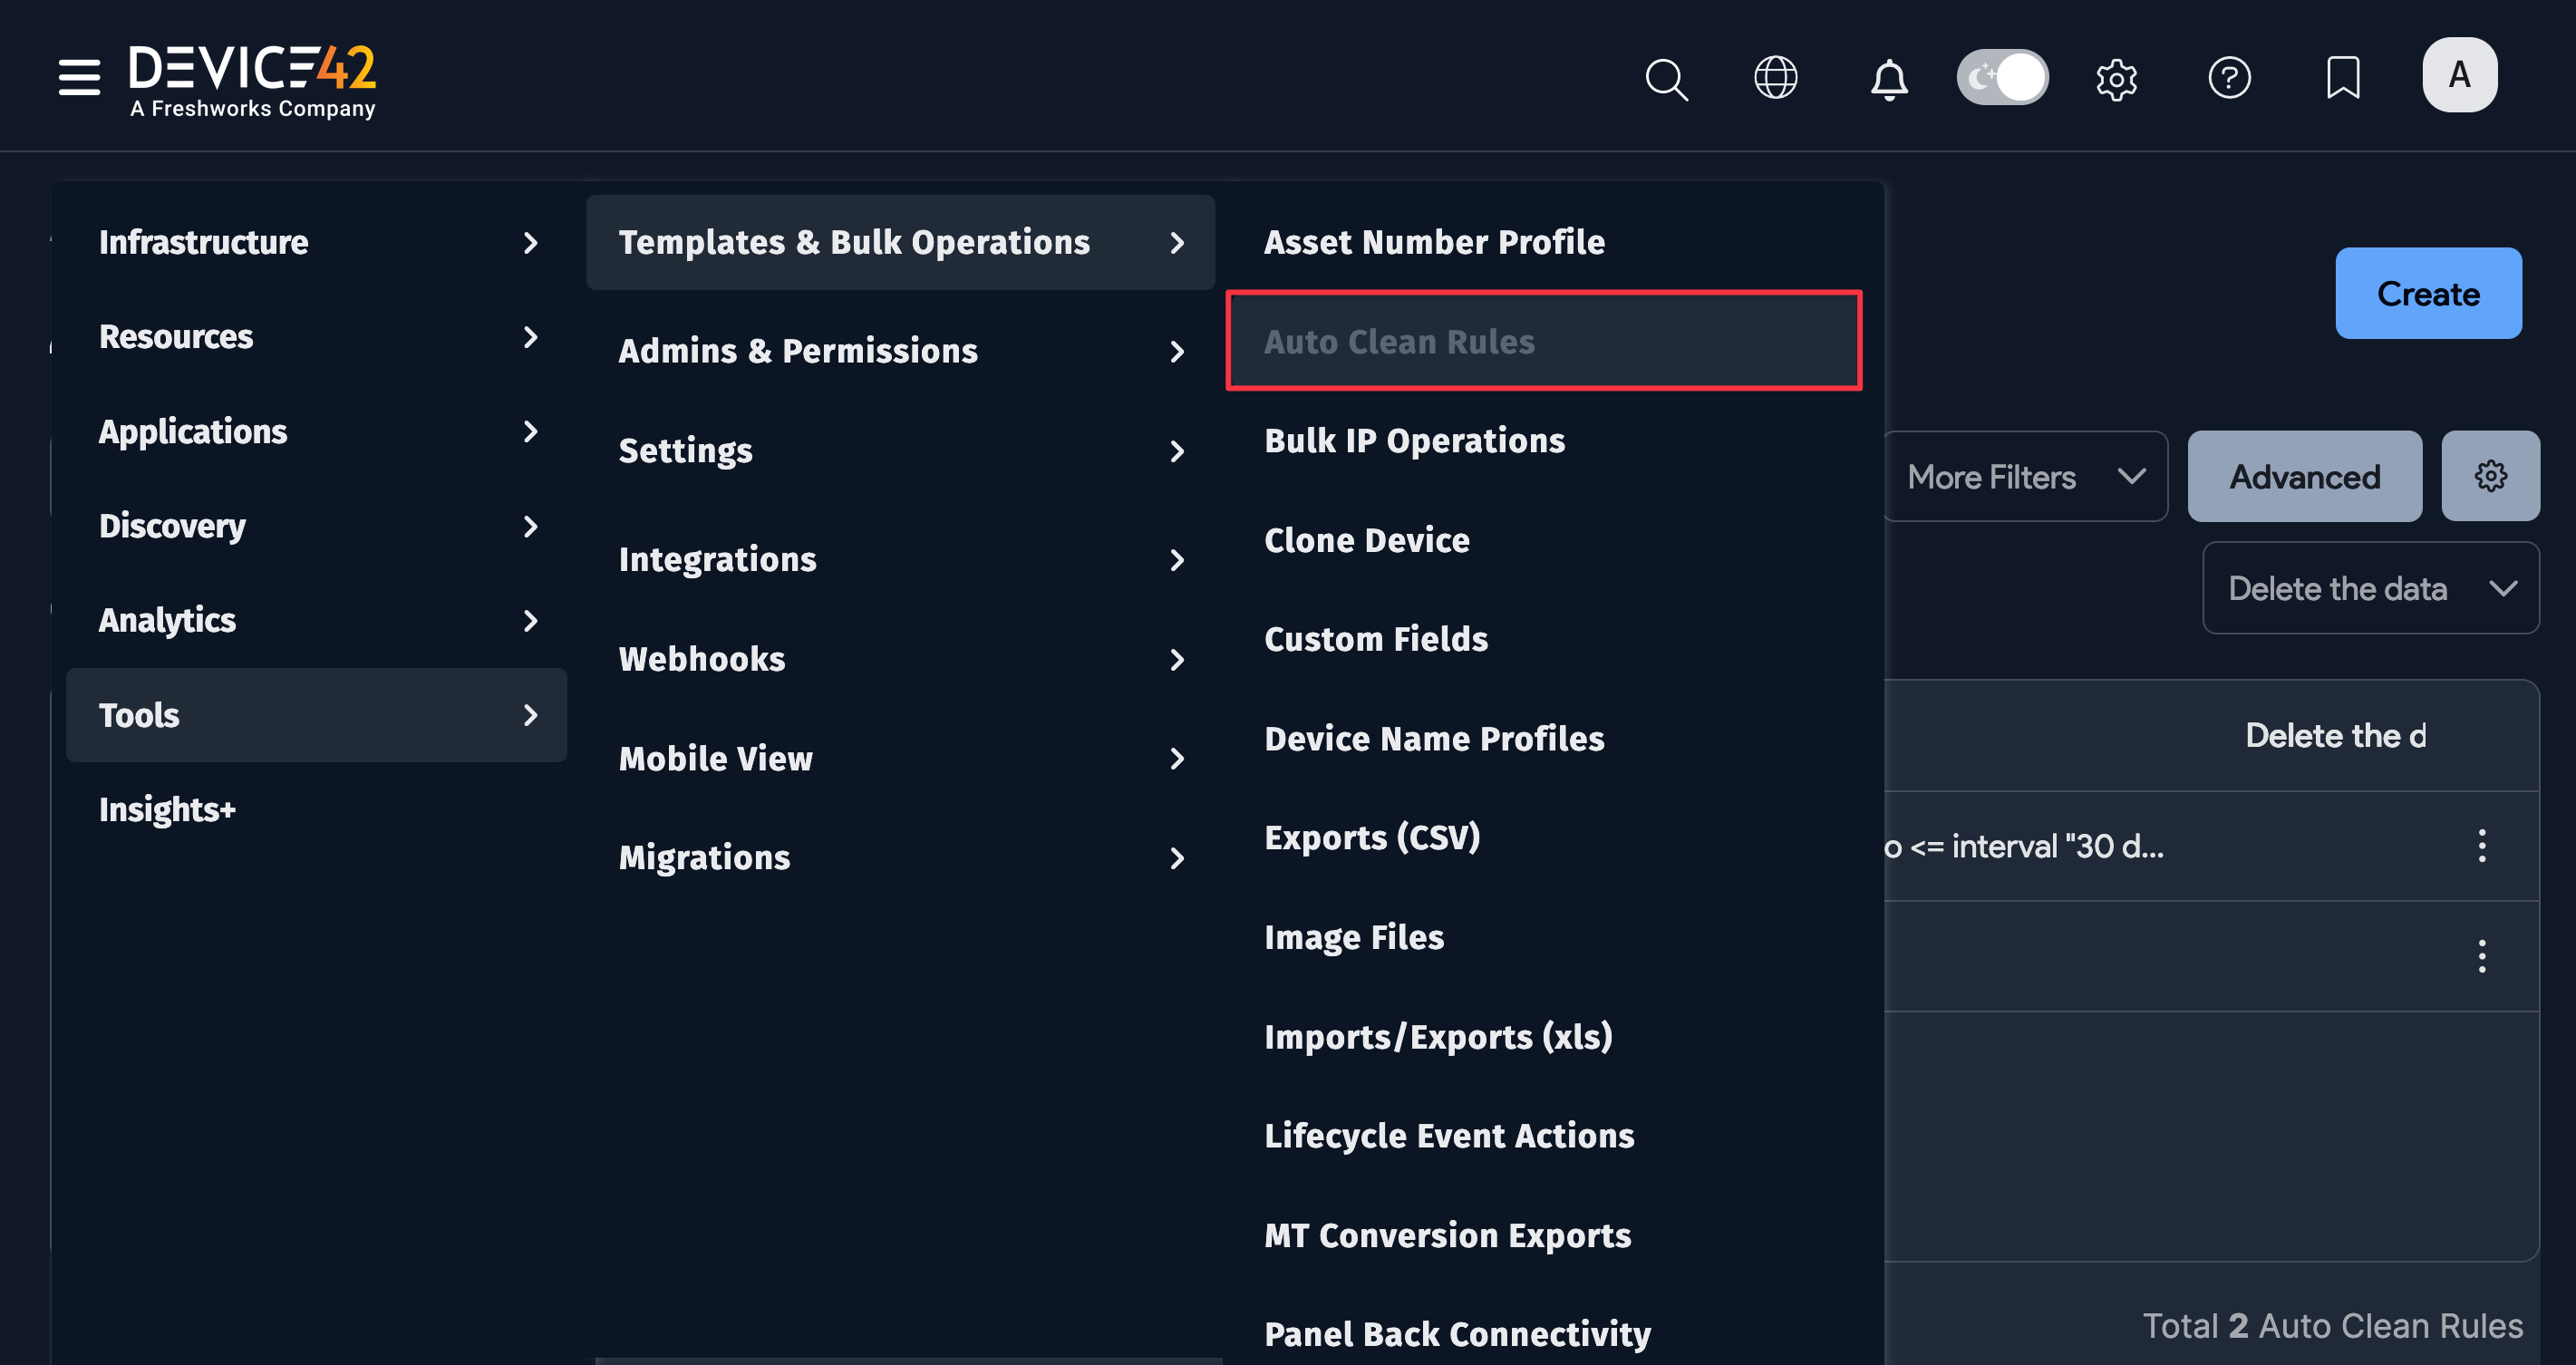 DEVICE42
A Freshworks Company
A
Infrastructure
Resources
Applications
Discovery
Analytics
Tools
Insights+
Templates & Bulk Operations
Admins & Permissions
Settings
Integrations
Webhooks
Mobile View
Migrations
Asset Number Profile
Auto Clean Rules
Bulk IP Operations
Clone Device
Custom Fields
Device Name Profiles
Exports (CSV)
Image Files
Imports/Exports (xls)
Lifecycle Event Actions
MT Conversion Exports
Panel Back Connectivity
Create
More Filters
Advanced
Delete the data
Delete the d
o <= interval "30 d...
Total 2 Auto Clean Rules